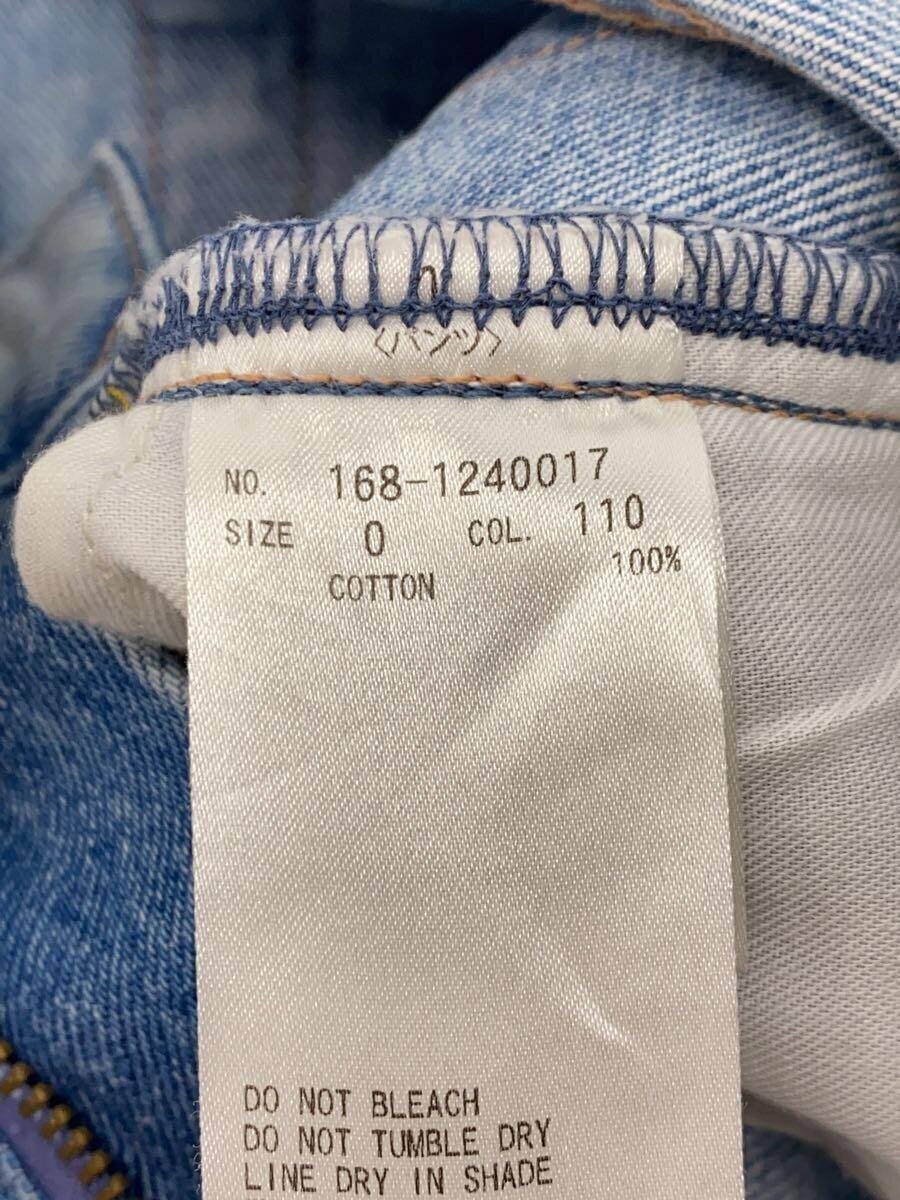 〈パンツ〉
NO. 168-1240017
SIZE 0 COL. 110
COTTON 100%
DO NOT BLEACH
DO NOT TUMBLE DRY
LINE DRY IN SHADE